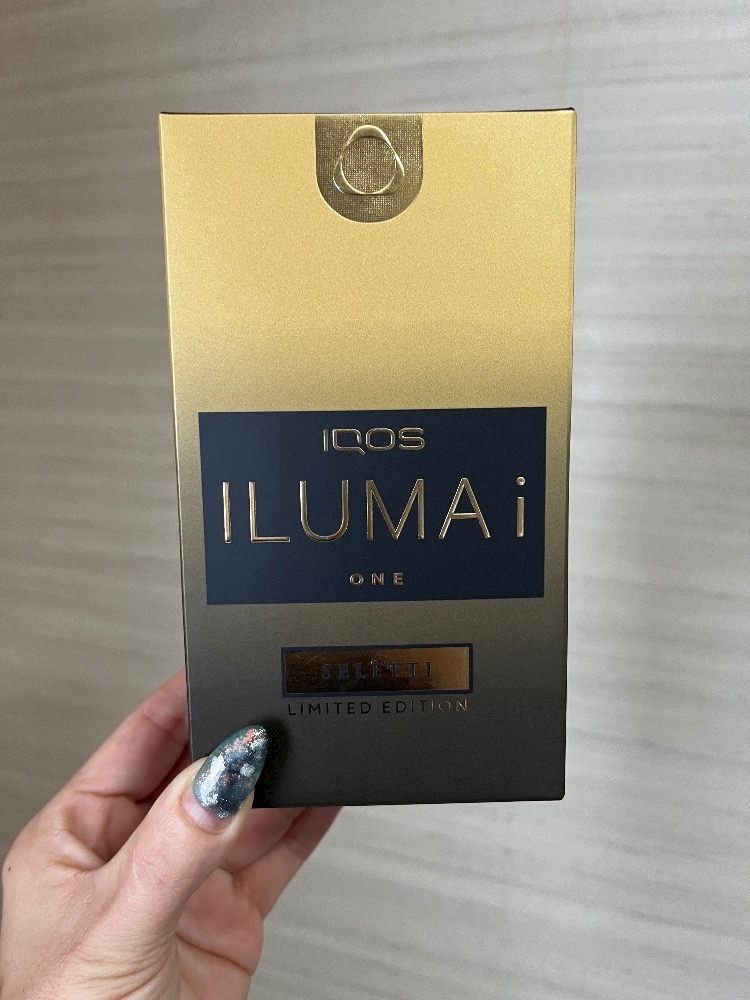 IQOS
ILUMA i
ONE
SELETTI
LIMITED EDITION